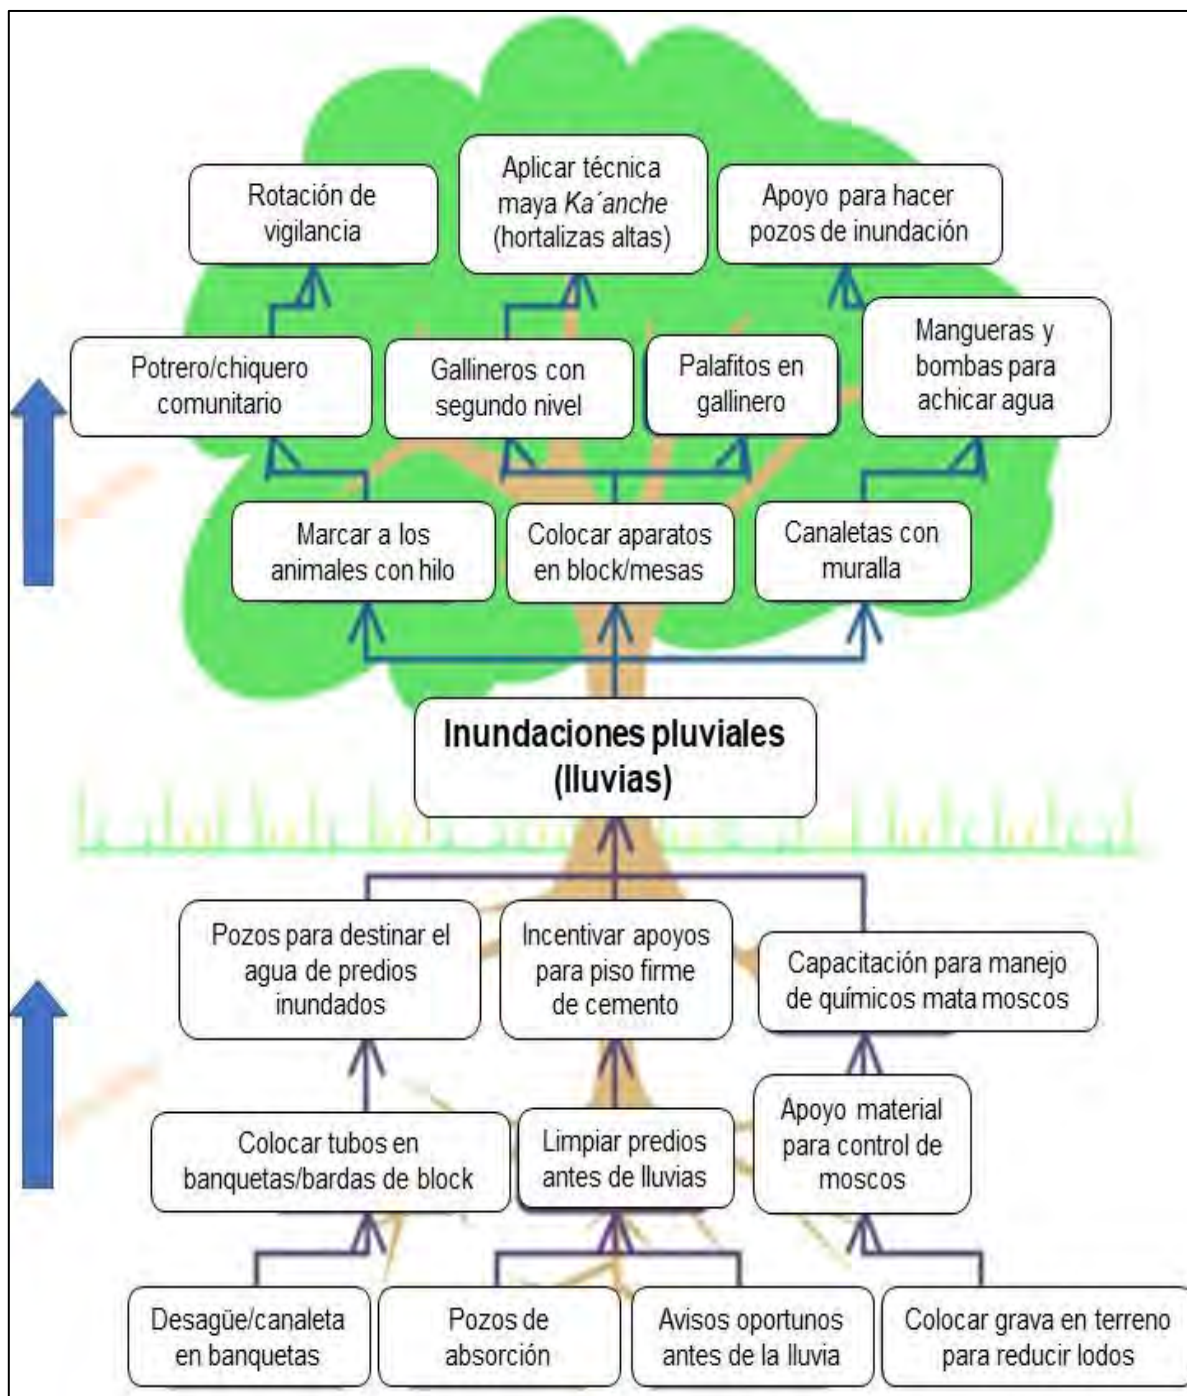 Rotación de
vigilancia
Aplicar técnica
maya Ka´anche
(hortalizas altas)
Apoyo para hacer
pozos de inundación
Potrero/chiquero
comunitario
Gallineros con
segundo nivel
Palafitos en
gallinero
Mangueras y
bombas para
achicar agua
Marcar a los
animales con hilo
Colocar aparatos
en block/mesas
Canaletas con
muralla
Inundaciones pluviales
(lluvias)
Pozos para destinar el
agua de predios
inundados
Incentivar apoyos
para piso firme
de cemento
Capacitación para manejo
de químicos mata moscos
Colocar tubos en
banquetas/bardas de block
Limpiar predios
antes de lluvias
Apoyo material
para control de
moscos
Desagüe/canaleta
en banquetas
Pozos de
absorción
Avisos oportunos
antes de la lluvia
Colocar grava en terreno
para reducir lodos